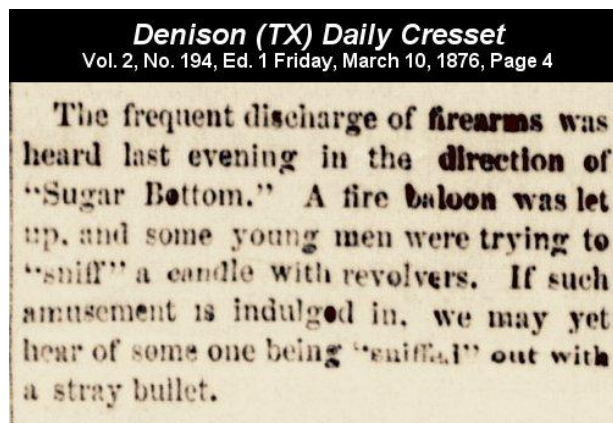 Denison (TX) Daily Cresset
Vol. 2, No. 194, Ed. 1 Friday, March 10, 1876, Page 4
The frequent discharge of firearms was
heard last evening in the direction of
"Sugar Bottom." A fire baloon was let
up, and some young men were trying to
"sniff" a candle with revolvers. If such
amusement is indulged in, we may yet
hear of some one being "sniffed" out with
a stray bullet.